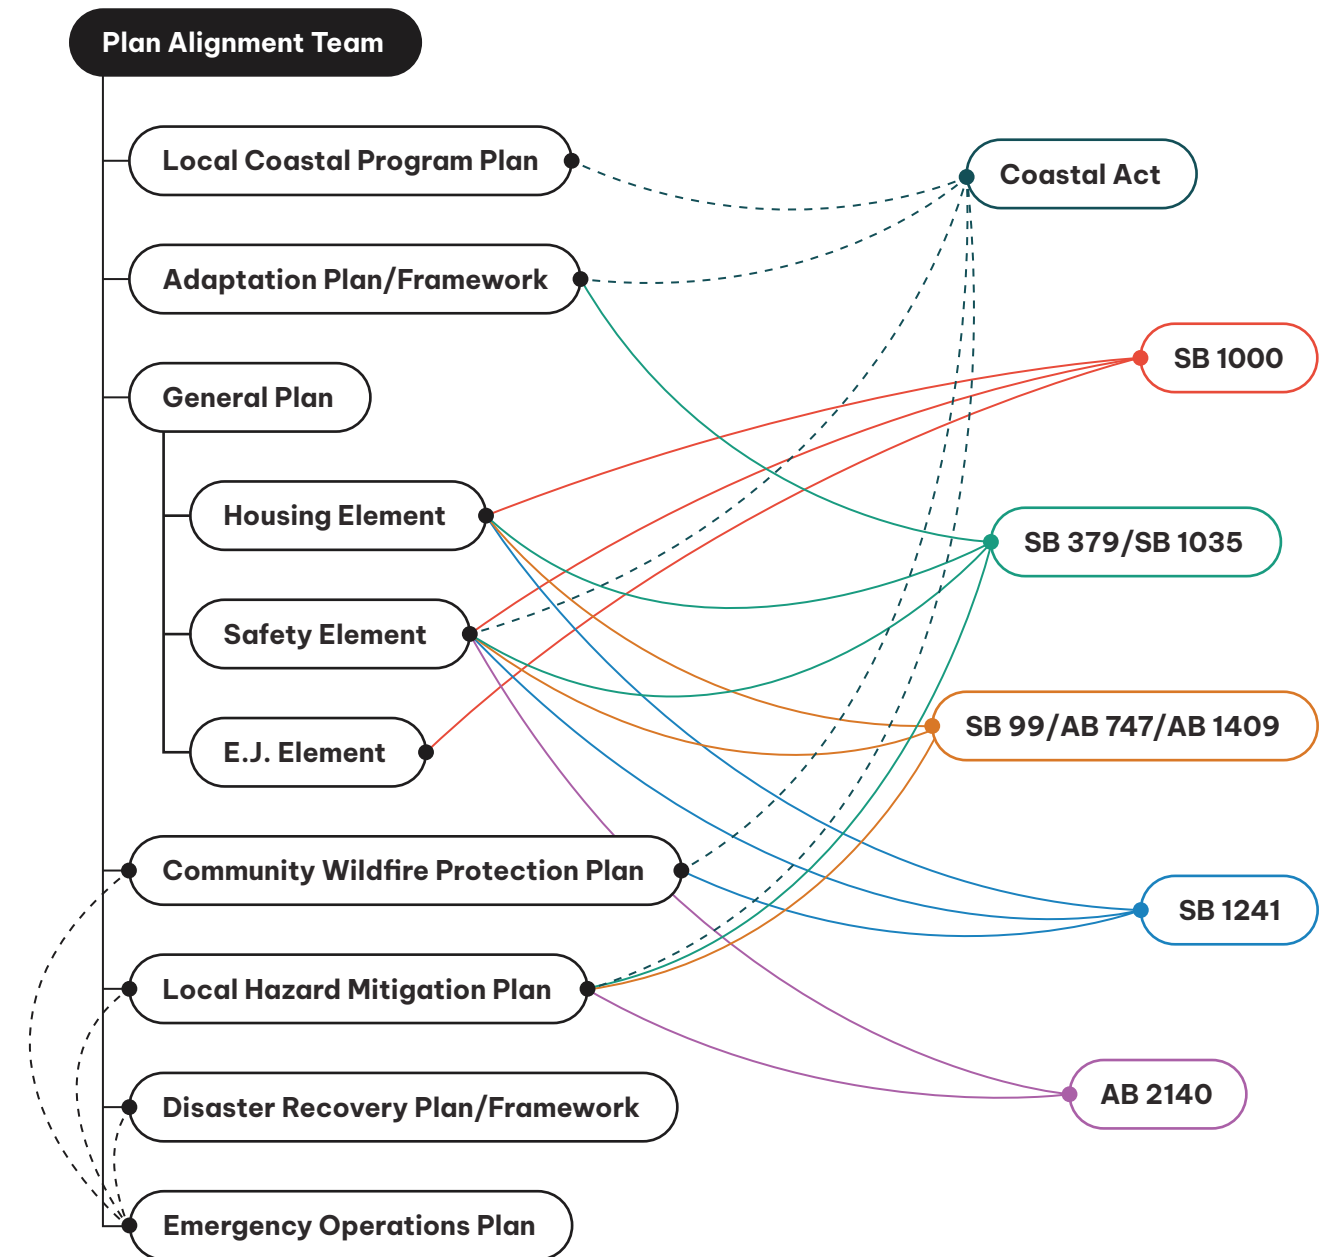 Plan Alignment Team
Local Coastal Program Plan
Coastal Act
Adaptation Plan/Framework
SB 1000
General Plan
Housing Element
SB 379/SB 1035
Safety Element
SB 99/AB 747/AB 1409
E.J. Element
Community Wildfire Protection Plan
SB 1241
Local Hazard Mitigation Plan
Disaster Recovery Plan/Framework
AB 2140
Emergency Operations Plan